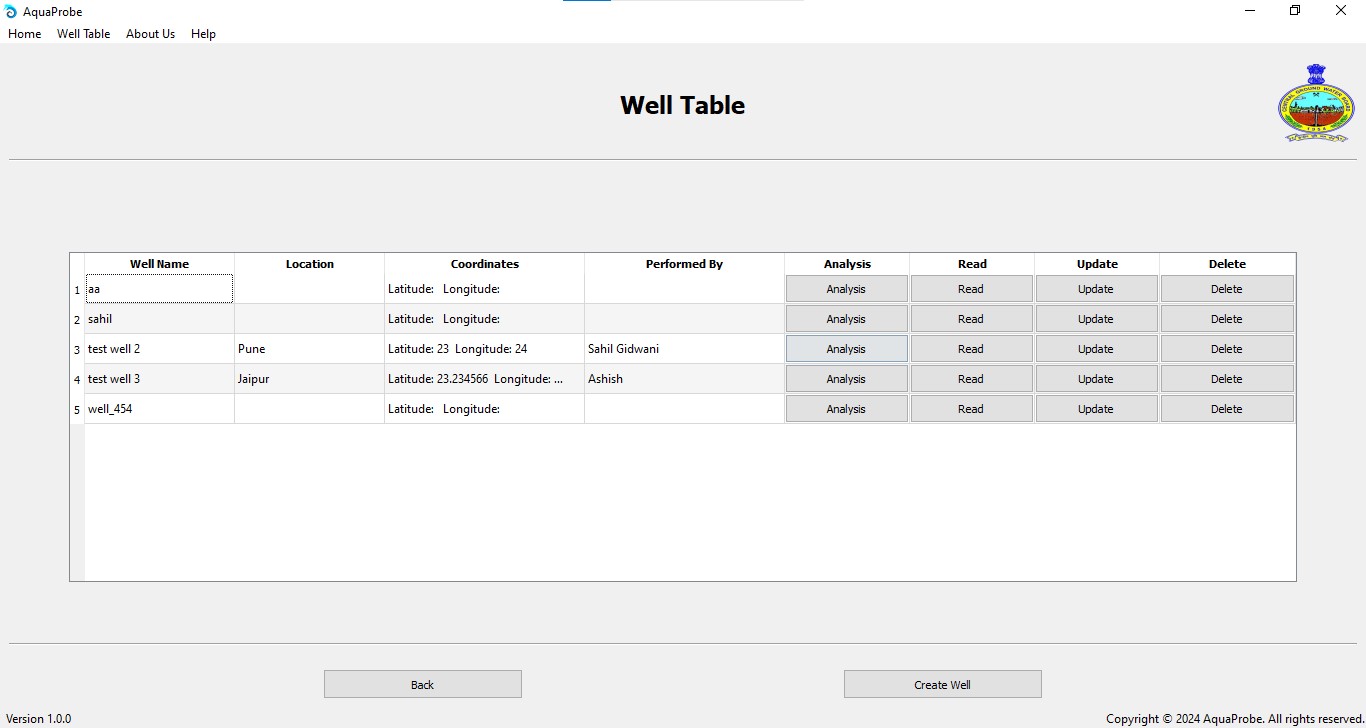 AquaProbe
Home Well Table About Us Help
Well Table
CENTRAL GROUND WATER BOARD
Well Name Location Coordinates Performed By Analysis Read Update Delete
1 aa Latitude: Longitude: Analysis Read Update Delete
2 sahil Latitude: Longitude: Analysis Read Update Delete
3 test well 2 Pune Latitude: 23 Longitude: 24 Sahil Gidwani Analysis Read Update Delete
4 test well 3 Jaipur Latitude: 23.234566 Longitude: ... Ashish Analysis Read Update Delete
5 well_454 Latitude: Longitude: Analysis Read Update Delete
Back Create Well
Version 1.0.0 Copyright © 2024 AquaProbe. All rights reserved.